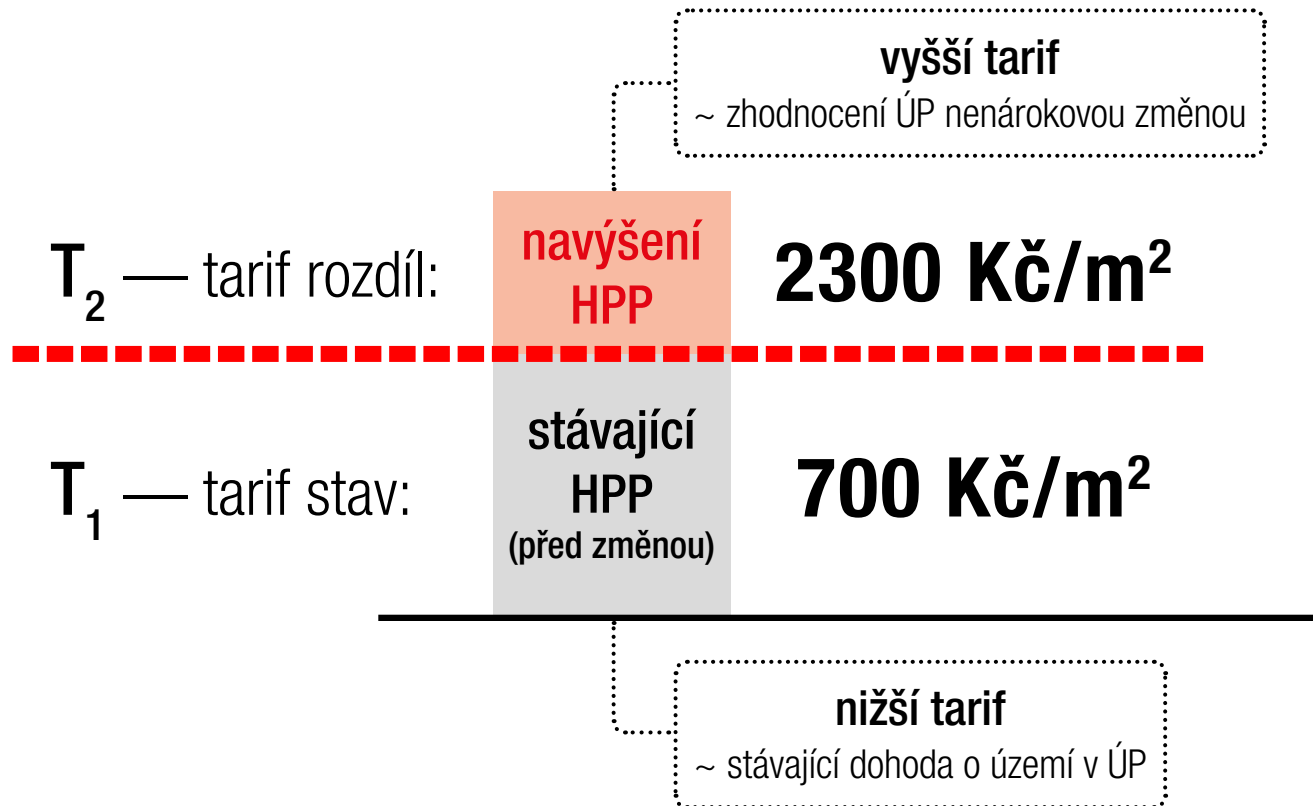 vyšší tarif
~ zhodnocení ÚP nenárokovou změnou
T₂ — tarif rozdíl:
navýšení
HPP
2300 Kč/m²
T₁ — tarif stav:
stávající
HPP
(před změnou)
700 Kč/m²
nižší tarif
~ stávající dohoda o území v ÚP